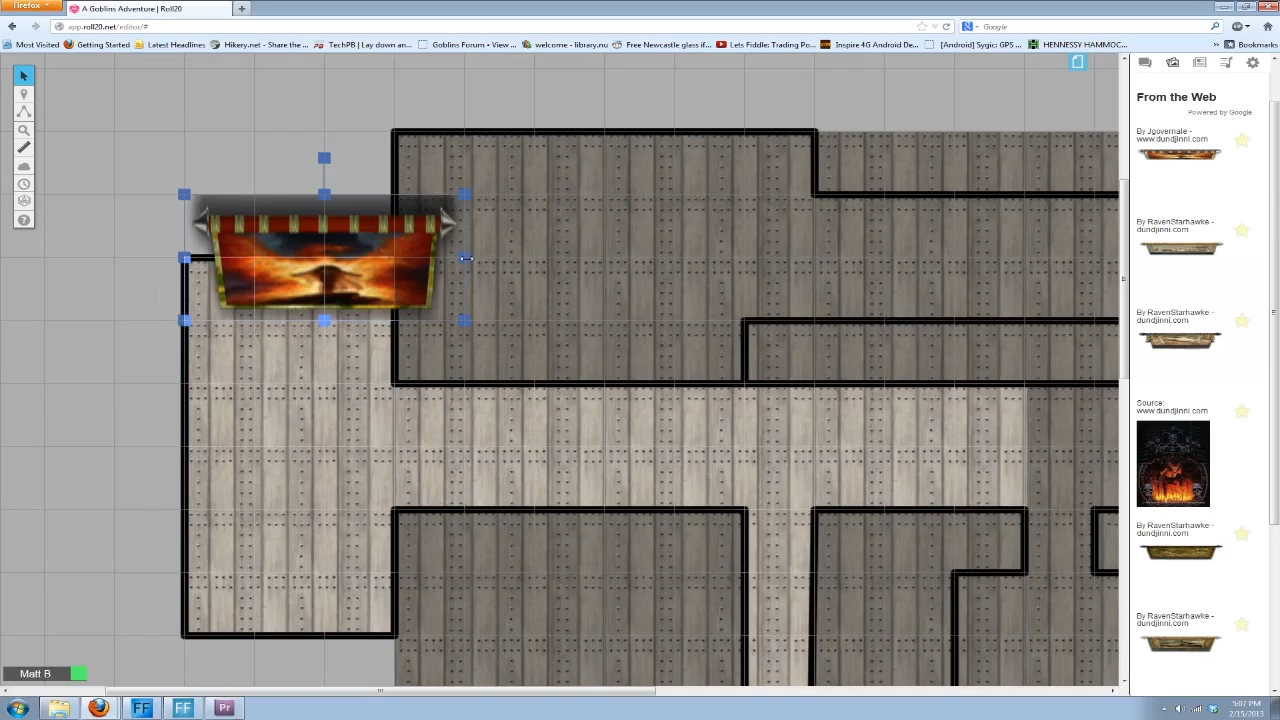 Firefox
A Goblins Adventure | Roll20
app.roll20.net/editor/#
Google
Most Visited
Getting Started
Latest Headlines
Hikery.net - Share the ...
TechPB | Lay down an...
Goblins Forum • View ...
welcome - library.nu
Free Newcastle glass if...
Lets Fiddle: Trading Po...
Inspire 4G Android De...
[Android] Sygic: GPS ...
HENNESSY HAMMOC...
Bookmarks
From the Web
Powered by Google
By Jgovernale -
www.dundjinni.com
By RavenStarhawke -
dundjinni.com
By RavenStarhawke -
dundjinni.com
Source:
www.dundjinni.com
By RavenStarhawke -
dundjinni.com
By RavenStarhawke -
dundjinni.com
Matt B.
FF
FF
Pr
5:07 PM
2/15/2013